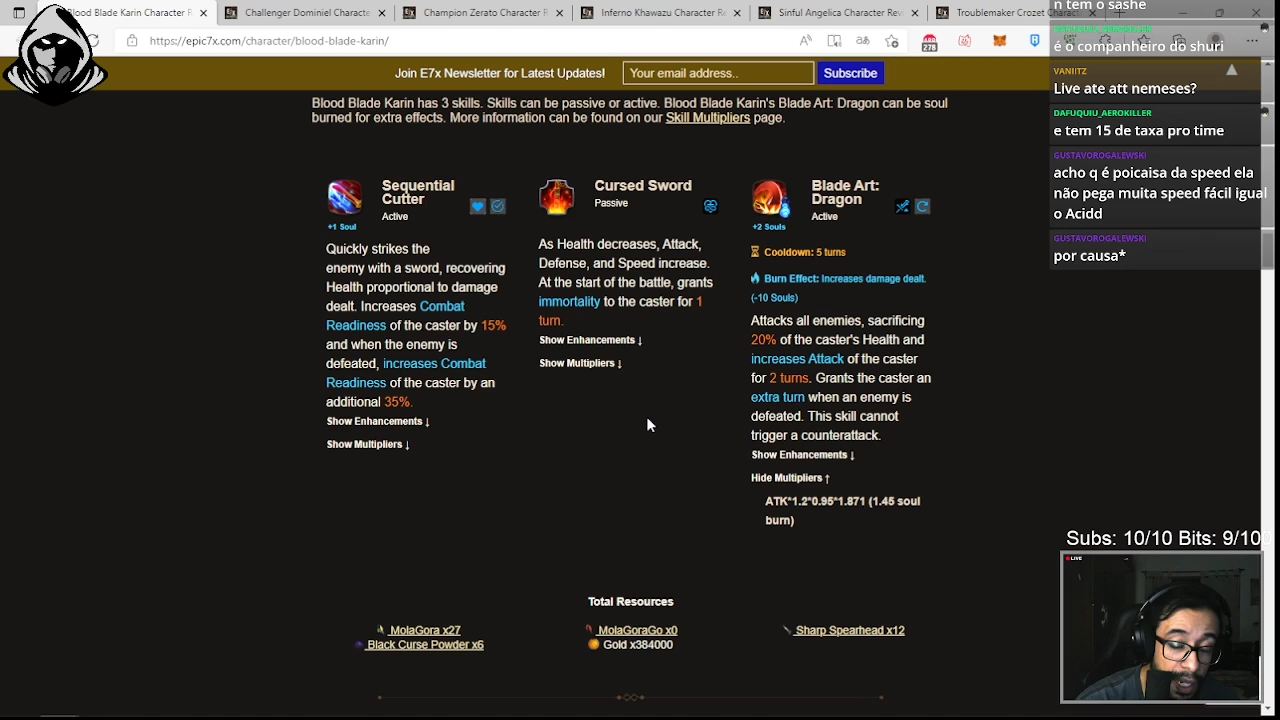 Blood Blade Karin Character R
Challenger Dominiel Characte
Champion Zerato Character R
Inferno Khawazu Character Re
Sinful Angelica Character Rev
Troublemaker Crozet Charact
https://epic7x.com/character/blood-blade-karin/
278
Join E7x Newsletter for Latest Updates!
Your email address..
Subscribe
Blood Blade Karin has 3 skills. Skills can be passive or active. Blood Blade Karin's Blade Art: Dragon can be soul
burned for extra effects. More information can be found on our Skill Multipliers page.
Sequential
Cutter
Active
+1 Soul
Quickly strikes the
enemy with a sword, recovering
Health proportional to damage
dealt. Increases Combat
Readiness of the caster by 15%
and when the enemy is
defeated, increases Combat
Readiness of the caster by an
additional 35%.
Show Enhancements ↓
Show Multipliers ↓
Cursed Sword
Passive
As Health decreases, Attack,
Defense, and Speed increase.
At the start of the battle, grants
immortality to the caster for 1
turn.
Show Enhancements ↓
Show Multipliers ↓
Blade Art:
Dragon
Active
+2 Souls
Cooldown: 5 turns
Burn Effect: Increases damage dealt.
(-10 Souls)
Attacks all enemies, sacrificing
20% of the caster's Health and
increases Attack of the caster
for 2 turns. Grants the caster an
extra turn when an enemy is
defeated. This skill cannot
trigger a counterattack.
Show Enhancements ↓
Hide Multipliers ↑
ATK*1.2*0.95*1.871 (1.45 soul
burn)
Total Resources
MolaGora x27
MolaGoraGo x0
Sharp Spearhead x12
Black Curse Powder x6
Gold x384000
n tem o sashe
DAFUQUIU_AEROKILLER
é o companheiro do shuri
VANIITZ
Live ate att nemeses?
DAFUQUIU_AEROKILLER
e tem 15 de taxa pro time
GUSTAVOROGALEWSKI
acho q é poicaisa da speed ela
não pega muita speed fácil igual
o Acidd
GUSTAVOROGALEWSKI
por causa*
Subs: 10/10 Bits: 9/100
LIVE